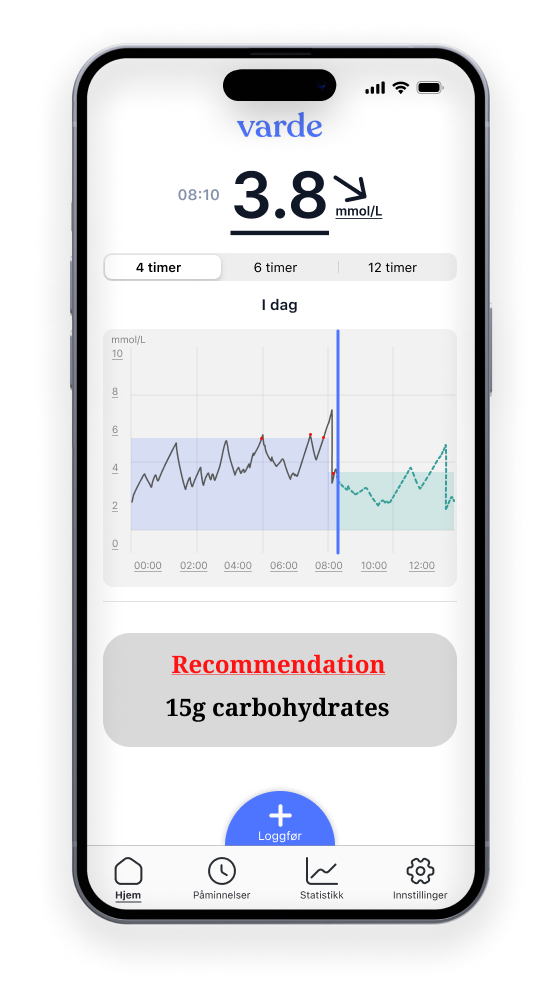 varde
08:10 3.8 mmol/L
4 timer 6 timer 12 timer
I dag
mmol/L
10
8
6
4
2
0
00:00 02:00 04:00 06:00 08:00 10:00 12:00
Recommendation
15g carbohydrates
Loggfør
Hjem Påminnelser Statistikk Innstillinger